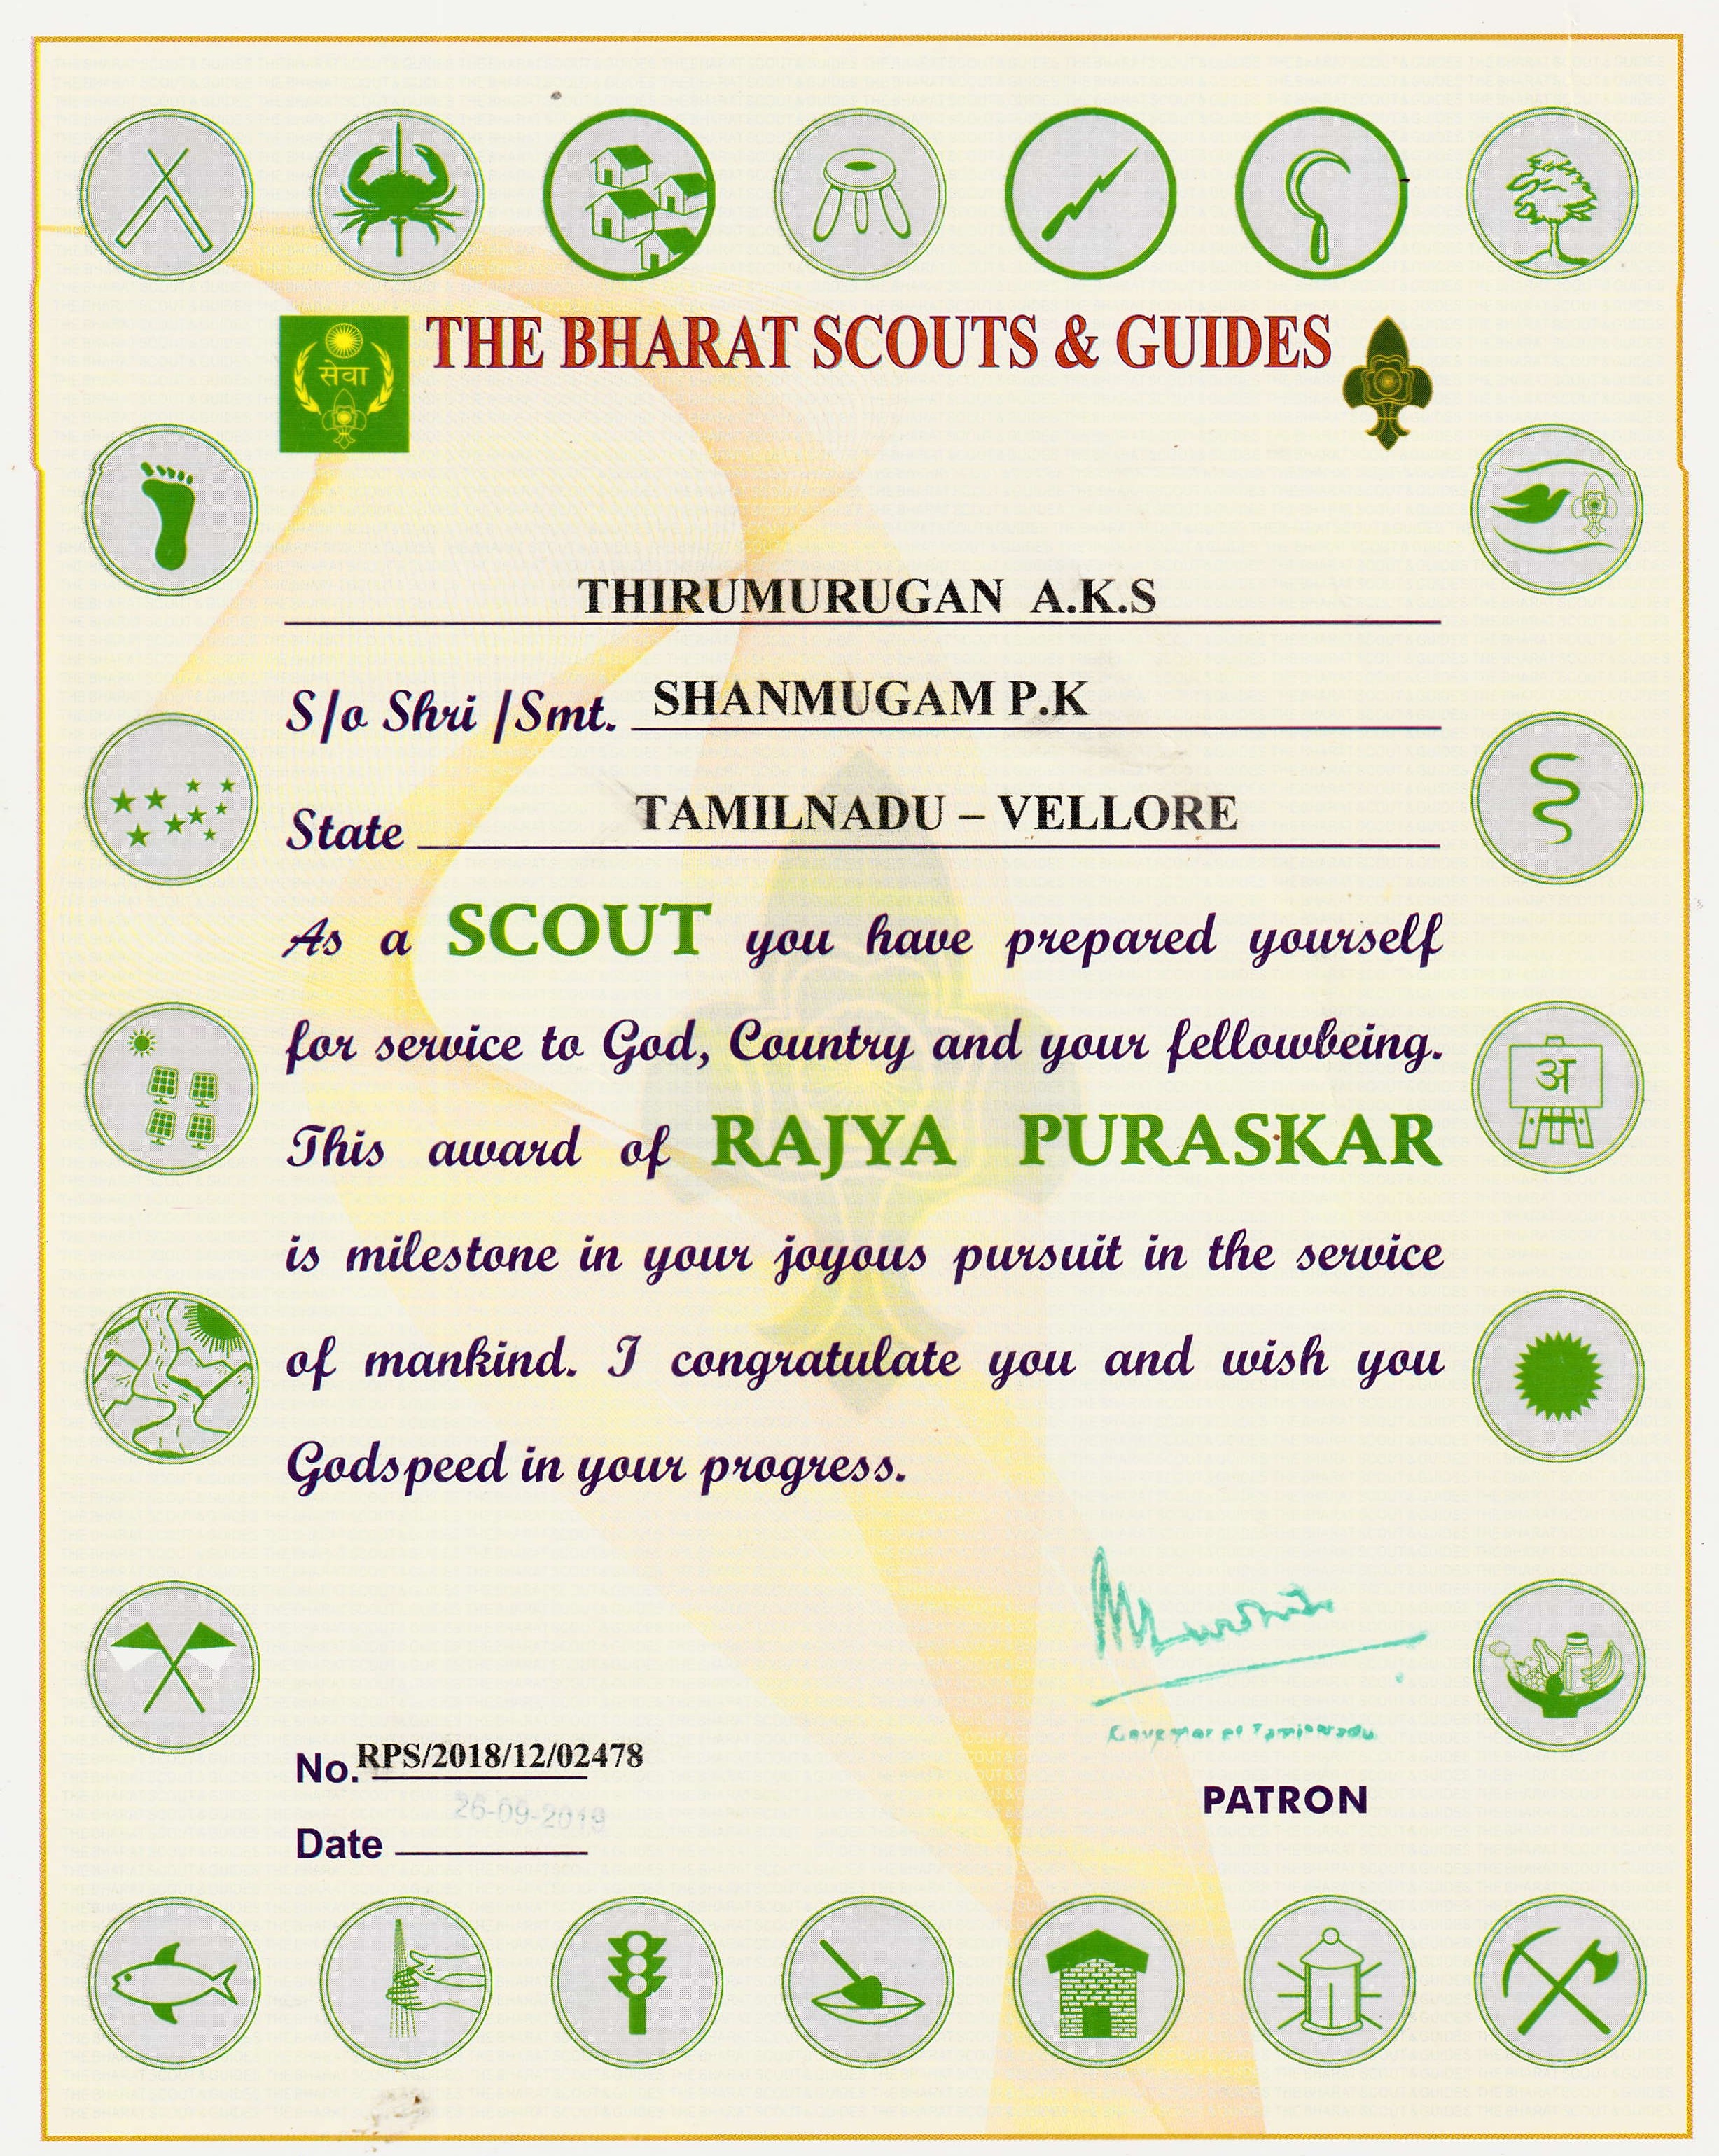 THE BHARAT SCOUTS & GUIDES
सेवा
THIRUMURUGAN A.K.S
S/o Shri /Smt. SHANMUGAM P.K
State TAMILNADU – VELLORE
As a SCOUT you have prepared yourself
for service to God, Country and your fellowbeing.
अ
This award of RAJYA PURASKAR
is milestone in your joyous pursuit in the service
of mankind. I congratulate you and wish you
Godspeed in your progress.
Governor of Tamilnadu
No. RPS/2018/12/02478
PATRON
26-09-2019
Date